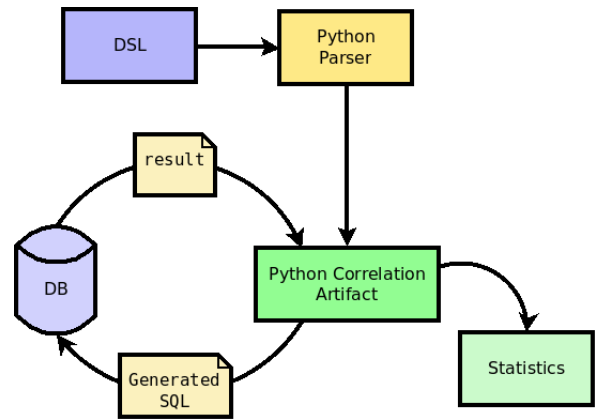 DSL
Python
Parser
result
DB
Python Correlation
Artifact
Generated
SQL
Statistics